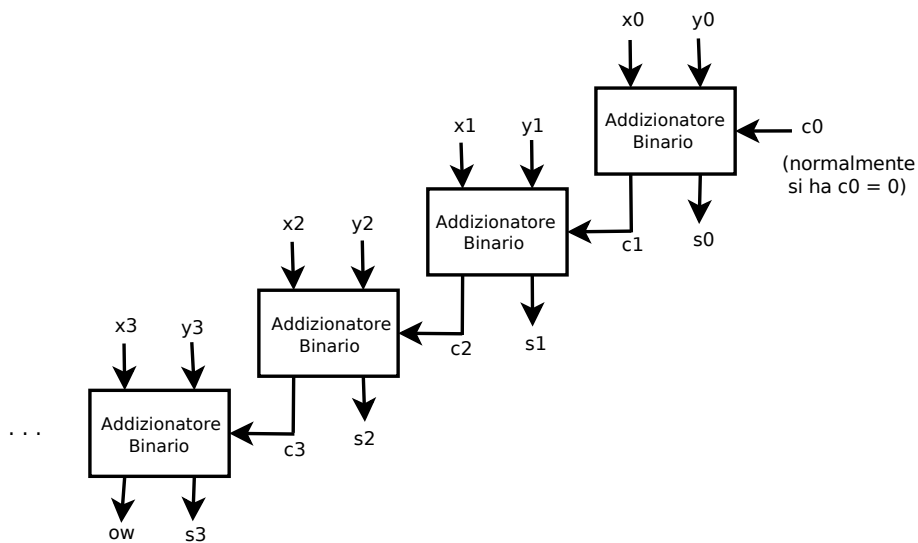 x0 y0
Addizionatore
Binario
c0
(normalmente
si ha c0 = 0)
x1 y1
Addizionatore
Binario
c1 s0
x2 y2
Addizionatore
Binario
c2 s1
x3 y3
Addizionatore
Binario
c3 s2
. . .
ow s3